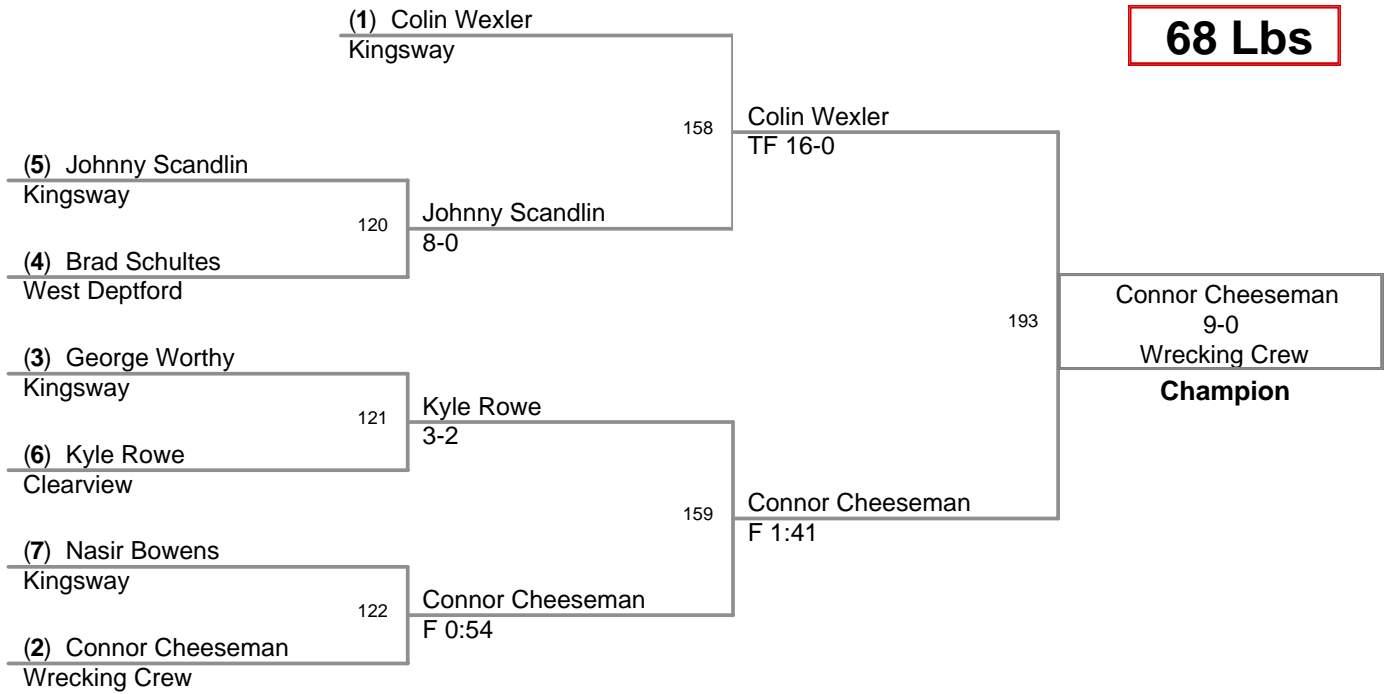 (1) Colin Wexler
Kingsway
68 Lbs
158
Colin Wexler
TF 16-0
(5) Johnny Scandlin
Kingsway
120
Johnny Scandlin
8-0
(4) Brad Schultes
West Deptford
193
Connor Cheeseman
9-0
Wrecking Crew
Champion
(3) George Worthy
Kingsway
121
Kyle Rowe
3-2
(6) Kyle Rowe
Clearview
159
Connor Cheeseman
F 1:41
(7) Nasir Bowens
Kingsway
122
Connor Cheeseman
F 0:54
(2) Connor Cheeseman
Wrecking Crew